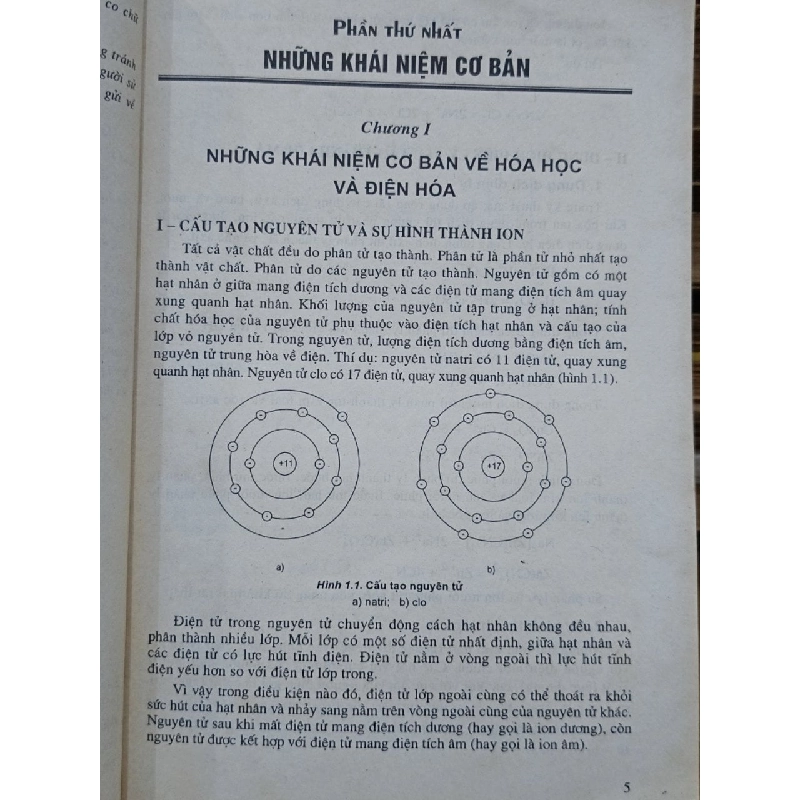 co chữ
g tránh
gười sử
gửi về
PHẦN THỨ NHẤT
NHỮNG KHÁI NIỆM CƠ BẢN
Chương I
NHỮNG KHÁI NIỆM CƠ BẢN VỀ HÓA HỌC
VÀ ĐIỆN HÓA
I – CẤU TẠO NGUYÊN TỬ VÀ SỰ HÌNH THÀNH ION
Tất cả vật chất đều do phân tử tạo thành. Phân tử là phần tử nhỏ nhất tạo
thành vật chất. Phân tử do các nguyên tử tạo thành. Nguyên tử gồm có một
hạt nhân ở giữa mang điện tích dương và các điện tử mang điện tích âm quay
xung quanh hạt nhân. Khối lượng của nguyên tử tập trung ở hạt nhân; tính
chất hóa học của nguyên tử phụ thuộc vào điện tích hạt nhân và cấu tạo của
lớp vỏ nguyên tử. Trong nguyên tử, lượng điện tích dương bằng điện tích âm,
nguyên tử trung hòa về điện. Thí dụ: nguyên tử natri có 11 điện tử, quay xung
quanh hạt nhân. Nguyên tử clo có 17 điện tử, quay xung quanh hạt nhân (hình 1.1).
+11
+17
a)
b)
Hình 1.1. Cấu tạo nguyên tử
a) natri; b) clo
Điện tử trong nguyên tử chuyển động cách hạt nhân không đều nhau,
phân thành nhiều lớp. Mỗi lớp có một số điện tử nhất định, giữa hạt nhân và
các điện tử có lực hút tĩnh điện. Điện tử nằm ở vòng ngoài thì lực hút tĩnh
điện yếu hơn so với điện tử lớp trong.
Vì vậy trong điều kiện nào đó, điện tử lớp ngoài cùng có thể thoát ra khỏi
sức hút của hạt nhân và nhảy sang nằm trên vòng ngoài cùng của nguyên tử khác.
Nguyên tử sau khi mất điện tử mang điện tích dương (hay gọi là ion dương), còn
nguyên tử được kết hợp với điện tử mang điện tích âm (hay gọi là ion âm).
5